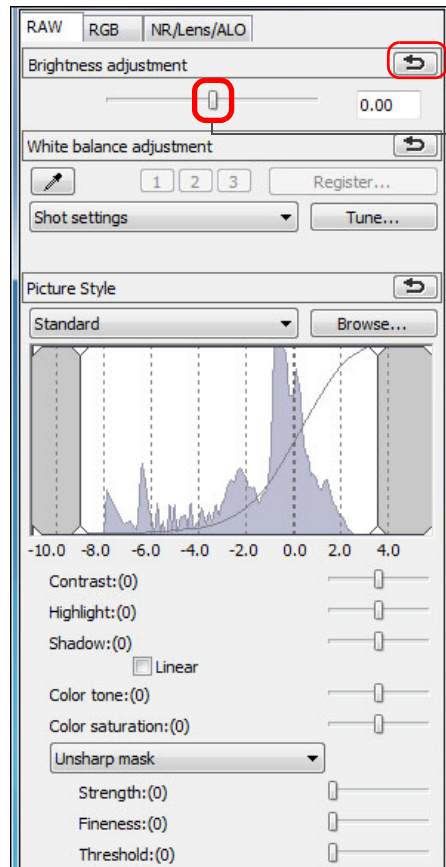 RAW RGB NR/Lens/ALO
Brightness adjustment
0.00
White balance adjustment
1 2 3 Register...
Shot settings Tune...
Picture Style
Standard Browse...
-10.0 -8.0 -6.0 -4.0 -2.0 0.0 2.0 4.0
Contrast:(0)
Highlight:(0)
Shadow:(0)
Linear
Color tone:(0)
Color saturation:(0)
Unsharp mask
Strength:(0)
Fineness:(0)
Threshold:(0)